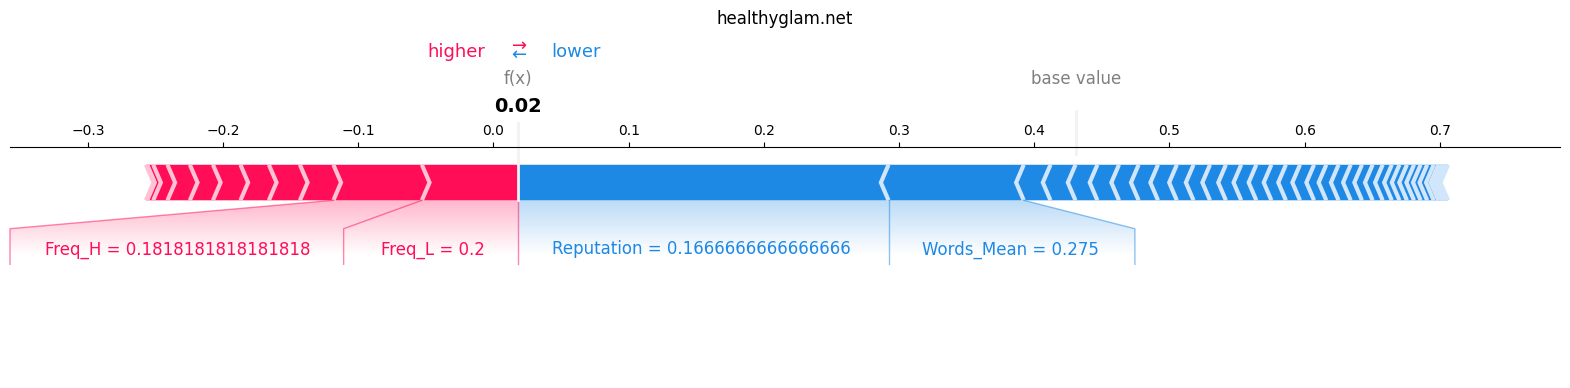 healthyglam.net
higher ⇄ lower
f(x) base value
0.02
−0.3 −0.2 −0.1 0.0 0.1 0.2 0.3 0.4 0.5 0.6 0.7
Freq_H = 0.1818181818181818 Freq_L = 0.2 Reputation = 0.1666666666666666 Words_Mean = 0.275